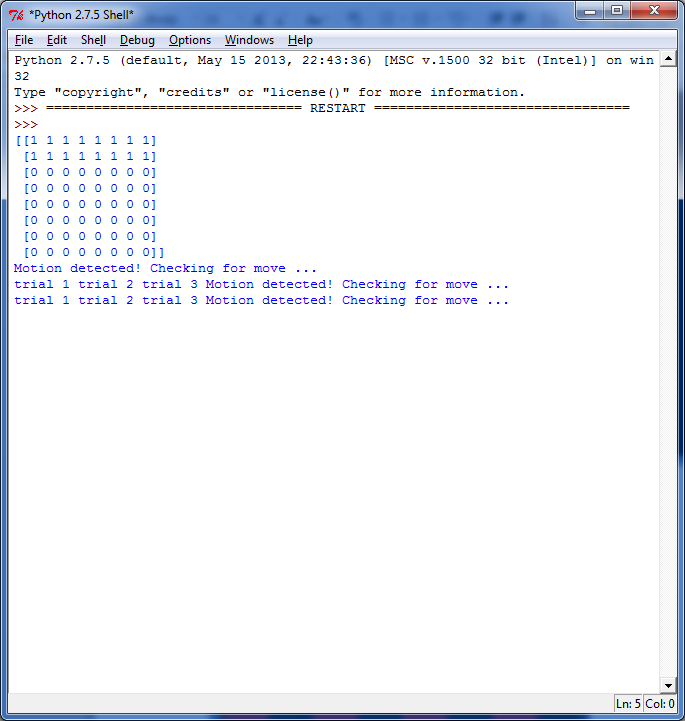 *Python 2.7.5 Shell*
File Edit Shell Debug Options Windows Help
Python 2.7.5 (default, May 15 2013, 22:43:36) [MSC v.1500 32 bit (Intel)] on win
32
Type "copyright", "credits" or "license()" for more information.
>>> ================================ RESTART ================================
>>>
[[1 1 1 1 1 1 1 1]
 [1 1 1 1 1 1 1 1]
 [0 0 0 0 0 0 0 0]
 [0 0 0 0 0 0 0 0]
 [0 0 0 0 0 0 0 0]
 [0 0 0 0 0 0 0 0]
 [0 0 0 0 0 0 0 0]
 [0 0 0 0 0 0 0 0]]
Motion detected! Checking for move ...
trial 1 trial 2 trial 3 Motion detected! Checking for move ...
trial 1 trial 2 trial 3 Motion detected! Checking for move ...
Ln: 5 Col: 0